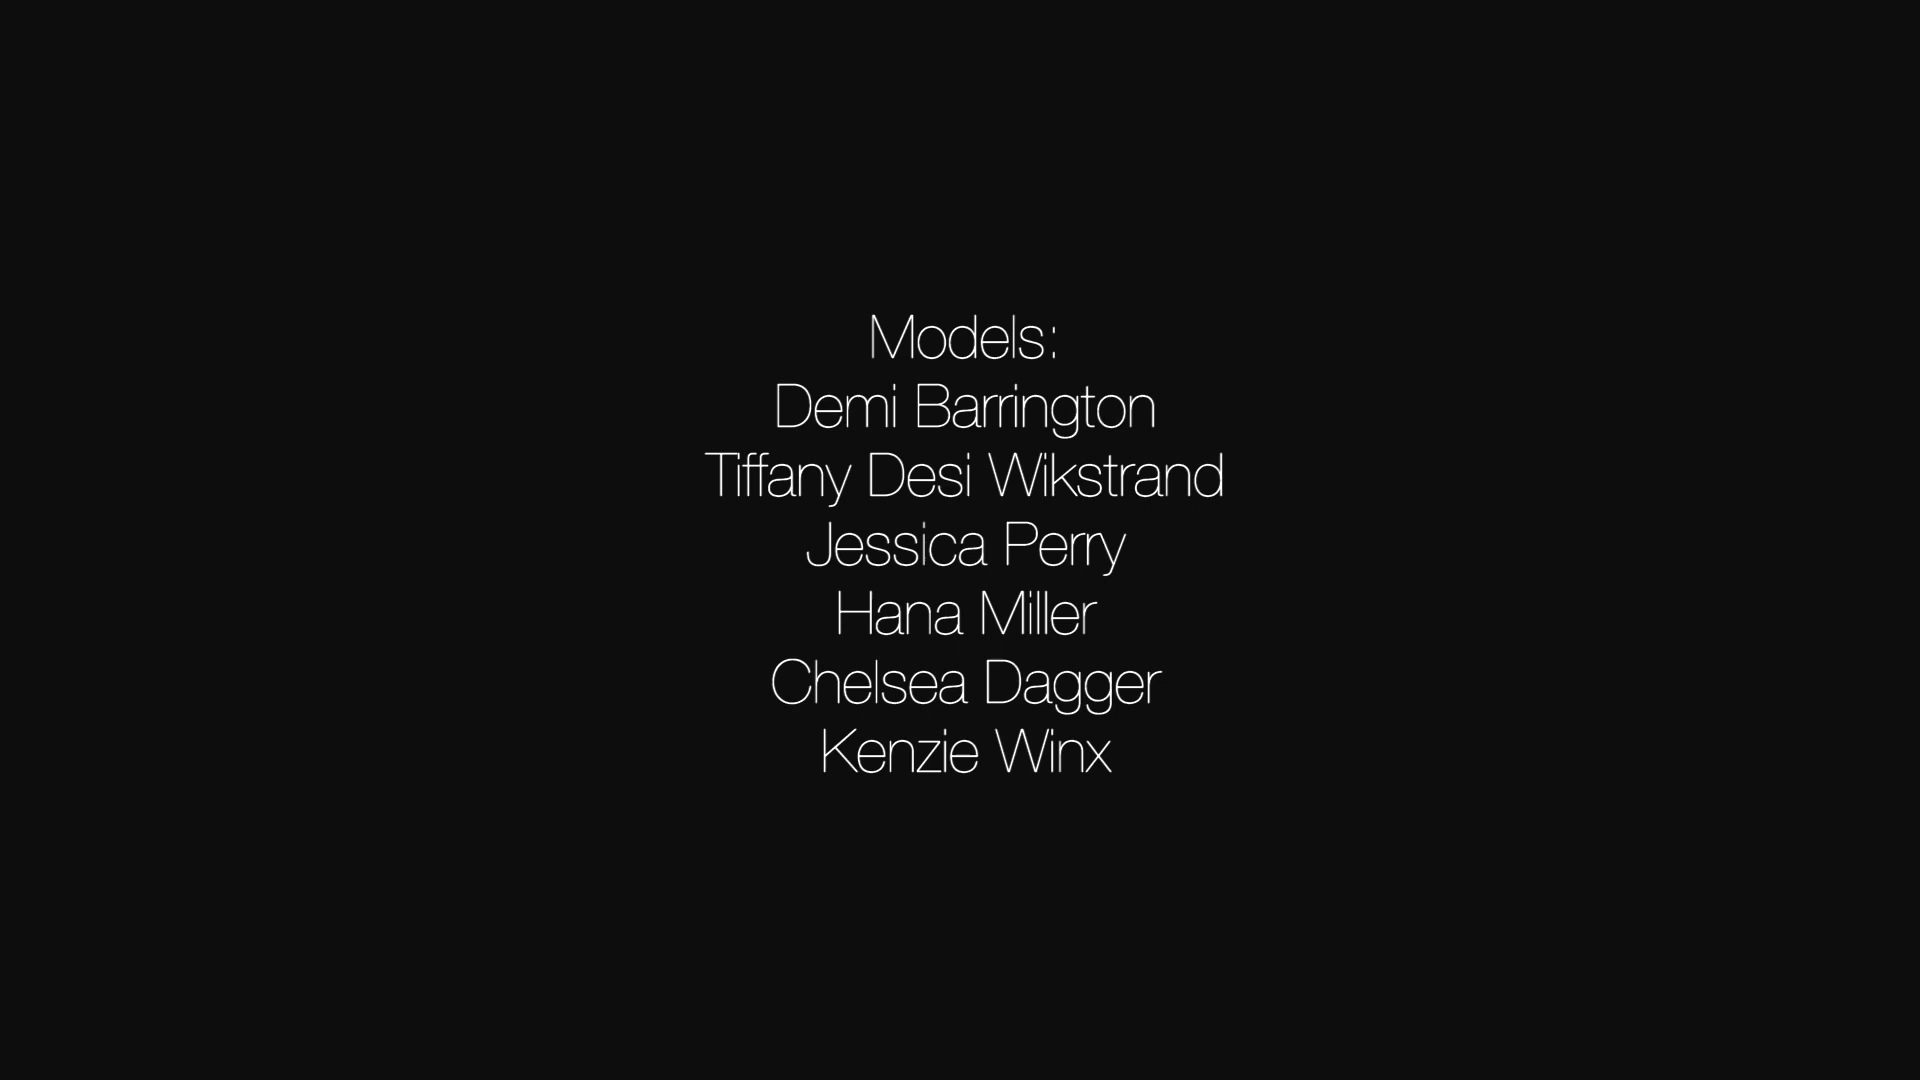 Models:
Demi Barrington
Tiffany Desi Wikstrand
Jessica Perry
Hana Miller
Chelsea Dagger
Kenzie Winx